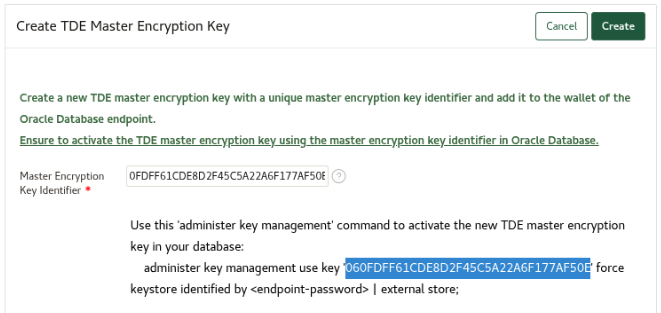 Create TDE Master Encryption Key
Cancel
Create
Create a new TDE master encryption key with a unique master encryption key identifier and add it to the wallet of the
Oracle Database endpoint.
Ensure to activate the TDE master encryption key using the master encryption key identifier in Oracle Database.
Master Encryption
Key Identifier *
0FDFF61CDE8D2F45C5A22A6F177AF50E
?
Use this 'administer key management' command to activate the new TDE master encryption
key in your database:
administer key management use key '060FDFF61CDE8D2F45C5A22A6F177AF50E' force
keystore identified by <endpoint-password> | external store;